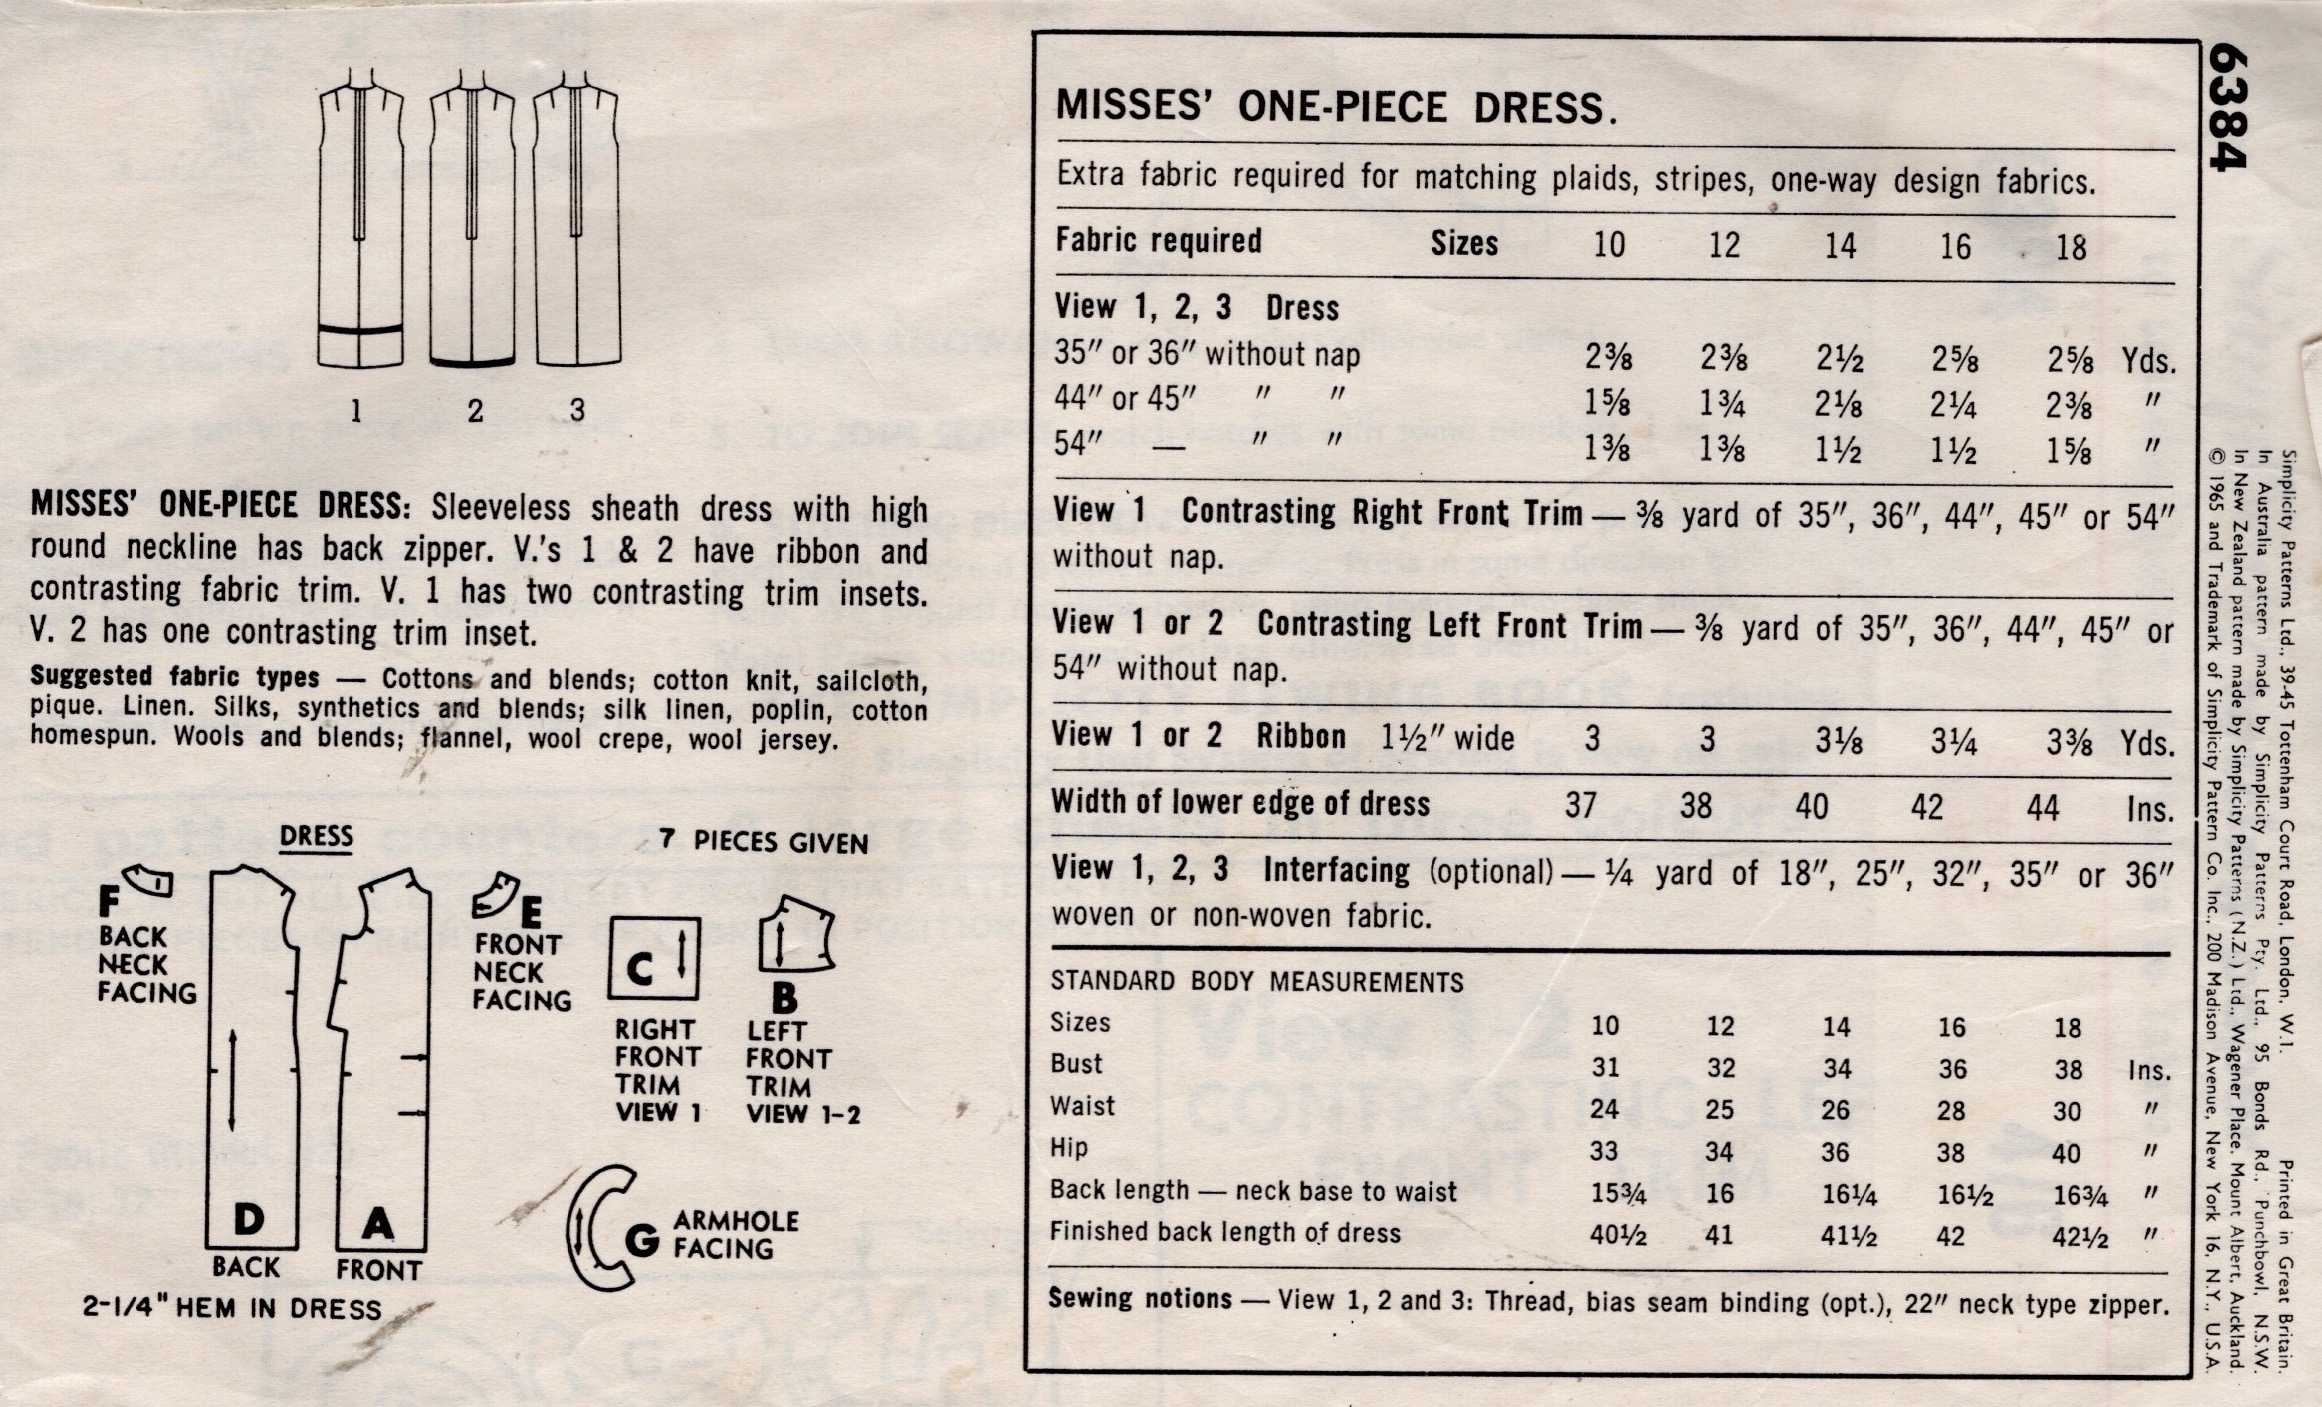 1 2 3
MISSES' ONE-PIECE DRESS: Sleeveless sheath dress with high
round neckline has back zipper. V.'s 1 & 2 have ribbon and
contrasting fabric trim. V. 1 has two contrasting trim insets.
V. 2 has one contrasting trim inset.
Suggested fabric types — Cottons and blends; cotton knit, sailcloth,
pique. Linen. Silks, synthetics and blends; silk linen, poplin, cotton
homespun. Wools and blends; flannel, wool crepe, wool jersey.
DRESS
7 PIECES GIVEN
F
BACK
NECK
FACING
D
BACK
A
FRONT
E
FRONT
NECK
FACING
C
RIGHT
FRONT
TRIM
VIEW 1
B
LEFT
FRONT
TRIM
VIEW 1-2
G ARMHOLE
FACING
2-1/4" HEM IN DRESS
MISSES' ONE-PIECE DRESS.
Extra fabric required for matching plaids, stripes, one-way design fabrics.
Fabric required Sizes 10 12 14 16 18
View 1, 2, 3 Dress
35" or 36" without nap 2⅜ 2⅜ 2½ 2⅝ 2⅝ Yds.
44" or 45" " " 1⅝ 1¾ 2⅛ 2¼ 2⅜ "
54" — " " 1⅜ 1⅜ 1½ 1½ 1⅝ "
View 1 Contrasting Right Front Trim — ⅜ yard of 35", 36", 44", 45" or 54"
without nap.
View 1 or 2 Contrasting Left Front Trim — ⅜ yard of 35", 36", 44", 45" or
54" without nap.
View 1 or 2 Ribbon 1½" wide 3 3 3⅛ 3¼ 3⅜ Yds.
Width of lower edge of dress 37 38 40 42 44 Ins.
View 1, 2, 3 Interfacing (optional) — ¼ yard of 18", 25", 32", 35" or 36"
woven or non-woven fabric.
STANDARD BODY MEASUREMENTS
Sizes 10 12 14 16 18
Bust 31 32 34 36 38 Ins.
Waist 24 25 26 28 30 "
Hip 33 34 36 38 40 "
Back length — neck base to waist 15¾ 16 16¼ 16½ 16¾ "
Finished back length of dress 40½ 41 41½ 42 42½ "
Sewing notions — View 1, 2 and 3: Thread, bias seam binding (opt.), 22" neck type zipper.
6384
Simplicity Patterns Ltd., 39-45 Tottenham Court Road, London, W.1. Printed in Great Britain.
In Australia pattern made by Simplicity Patterns Pty. Ltd., 95 Bonds Rd., Punchbowl, N.S.W.
In New Zealand pattern made by Simplicity Patterns (N.Z.) Ltd., Wagener Place, Mount Albert, Auckland.
© 1965 and Trademark of Simplicity Pattern Co. Inc., 200 Madison Avenue, New York 16, N.Y., U.S.A.